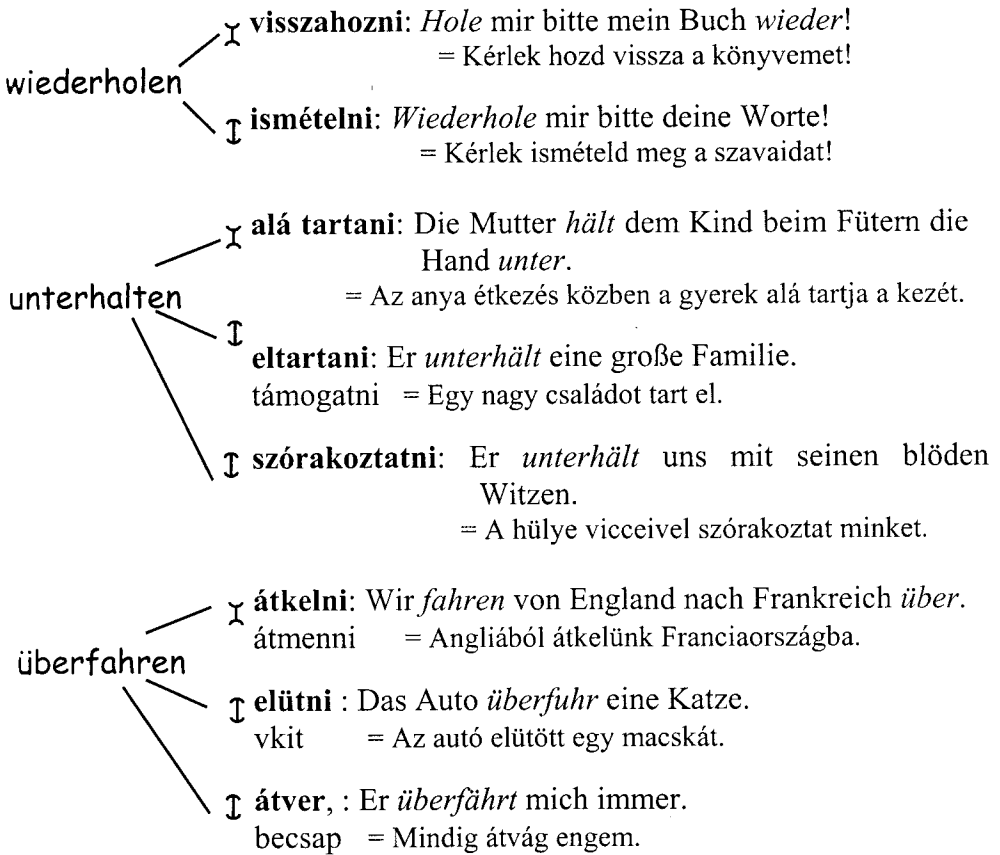 visszahozni: Hole mir bitte mein Buch wieder!
= Kérlek hozd vissza a könyvemet!
wiederholen
ismételni: Wiederhole mir bitte deine Worte!
= Kérlek ismételd meg a szavaidat!
alá tartani: Die Mutter hält dem Kind beim Fütern die
Hand unter.
unterhalten
= Az anya étkezés közben a gyerek alá tartja a kezét.
eltartani: Er unterhält eine große Familie.
támogatni = Egy nagy családot tart el.
szórakoztatni: Er unterhält uns mit seinen blöden
Witzen.
= A hülye vicceivel szórakoztat minket.
átkelni: Wir fahren von England nach Frankreich über.
átmenni = Angliából átkelünk Franciaországba.
überfahren
elütni : Das Auto überfuhr eine Katze.
vkit = Az autó elütött egy macskát.
átver, : Er überfährt mich immer.
becsap = Mindig átvág engem.